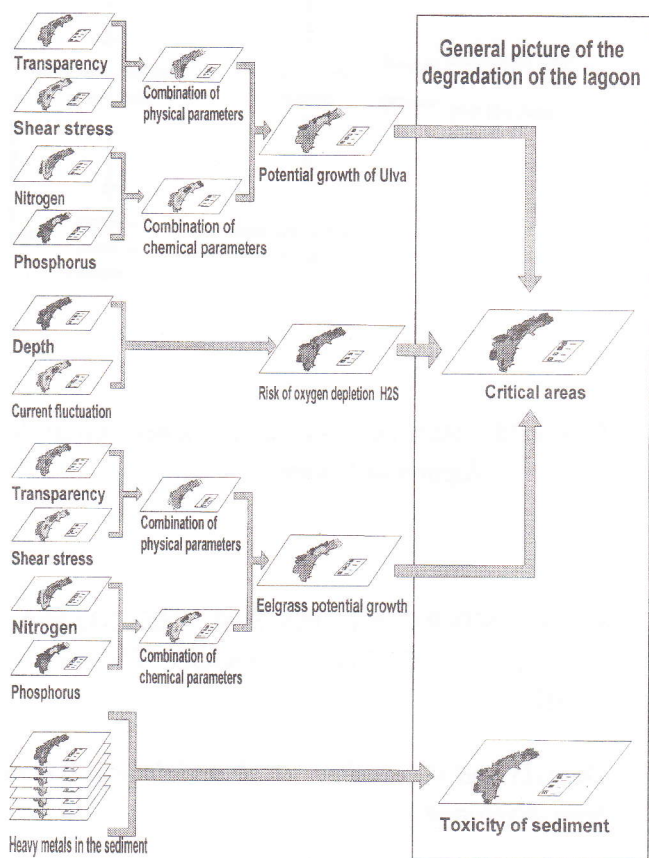 General picture of the
degradation of the lagoon
Transparency
Shear stress
Combination of
physical parameters
Nitrogen
Phosphorus
Combination of
chemical parameters
Potential growth of Ulva
Depth
Current fluctuation
Risk of oxygen depletion H2S
Critical areas
Transparency
Shear stress
Combination of
physical parameters
Nitrogen
Phosphorus
Combination of
chemical parameters
Eelgrass potential growth
Heavy metals in the sediment
Toxicity of sediment